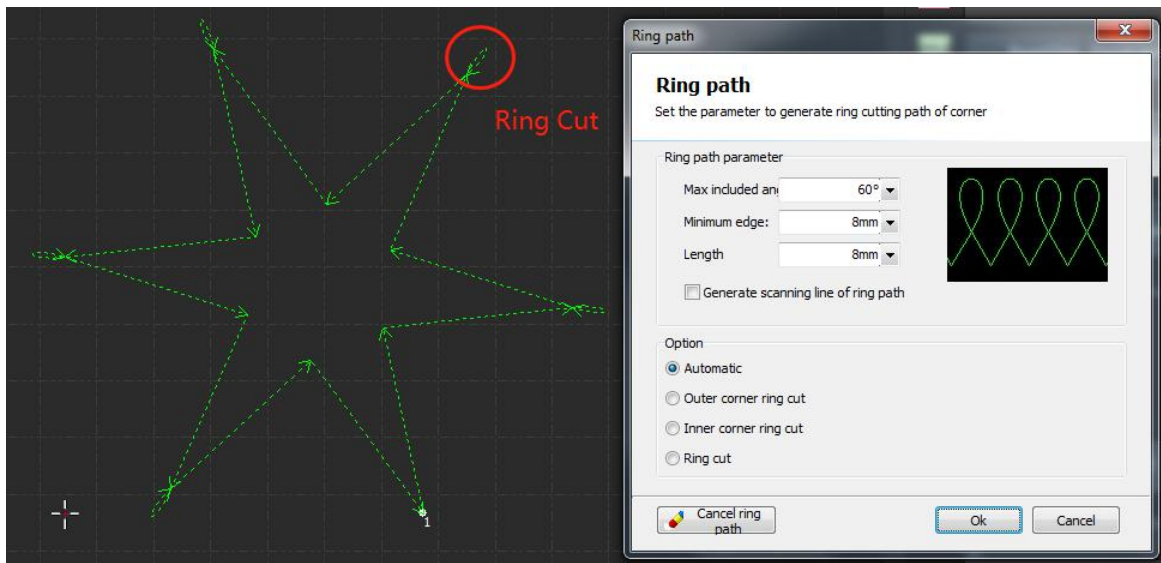 Ring Cut
1
Ring path
Ring path
Set the parameter to generate ring cutting path of corner
Ring path parameter
Max included an 60°
Minimum edge: 8mm
Length 8mm
Generate scanning line of ring path
Option
Automatic
Outer corner ring cut
Inner corner ring cut
Ring cut
Cancel ring
path
Ok
Cancel